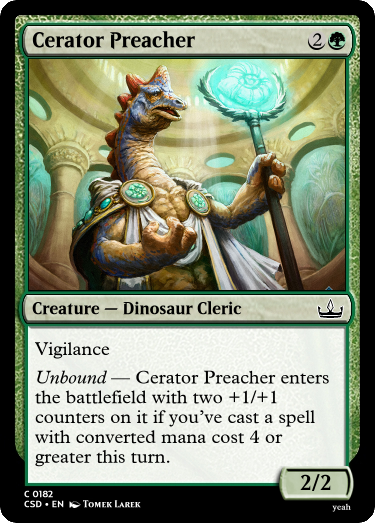 Cerator Preacher 2
Creature — Dinosaur Cleric
Vigilance
Unbound — Cerator Preacher enters
the battlefield with two +1/+1
counters on it if you've cast a spell
with converted mana cost 4 or
greater this turn.
2/2
C 0182
CSD • EN Tomek Larek
yeah